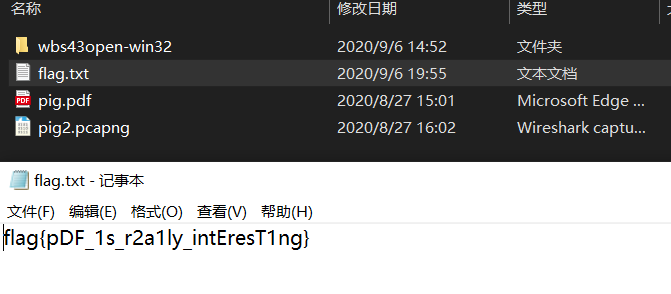 名称 修改日期 类型
wbs43open-win32 2020/9/6 14:52 文件夹
flag.txt 2020/9/6 19:55 文本文档
pig.pdf 2020/8/27 15:01 Microsoft Edge ...
pig2.pcapng 2020/8/27 16:02 Wireshark captu...
flag.txt - 记事本
文件(F) 编辑(E) 格式(O) 查看(V) 帮助(H)
flag{pDF_1s_r2a1ly_intEresT1ng}